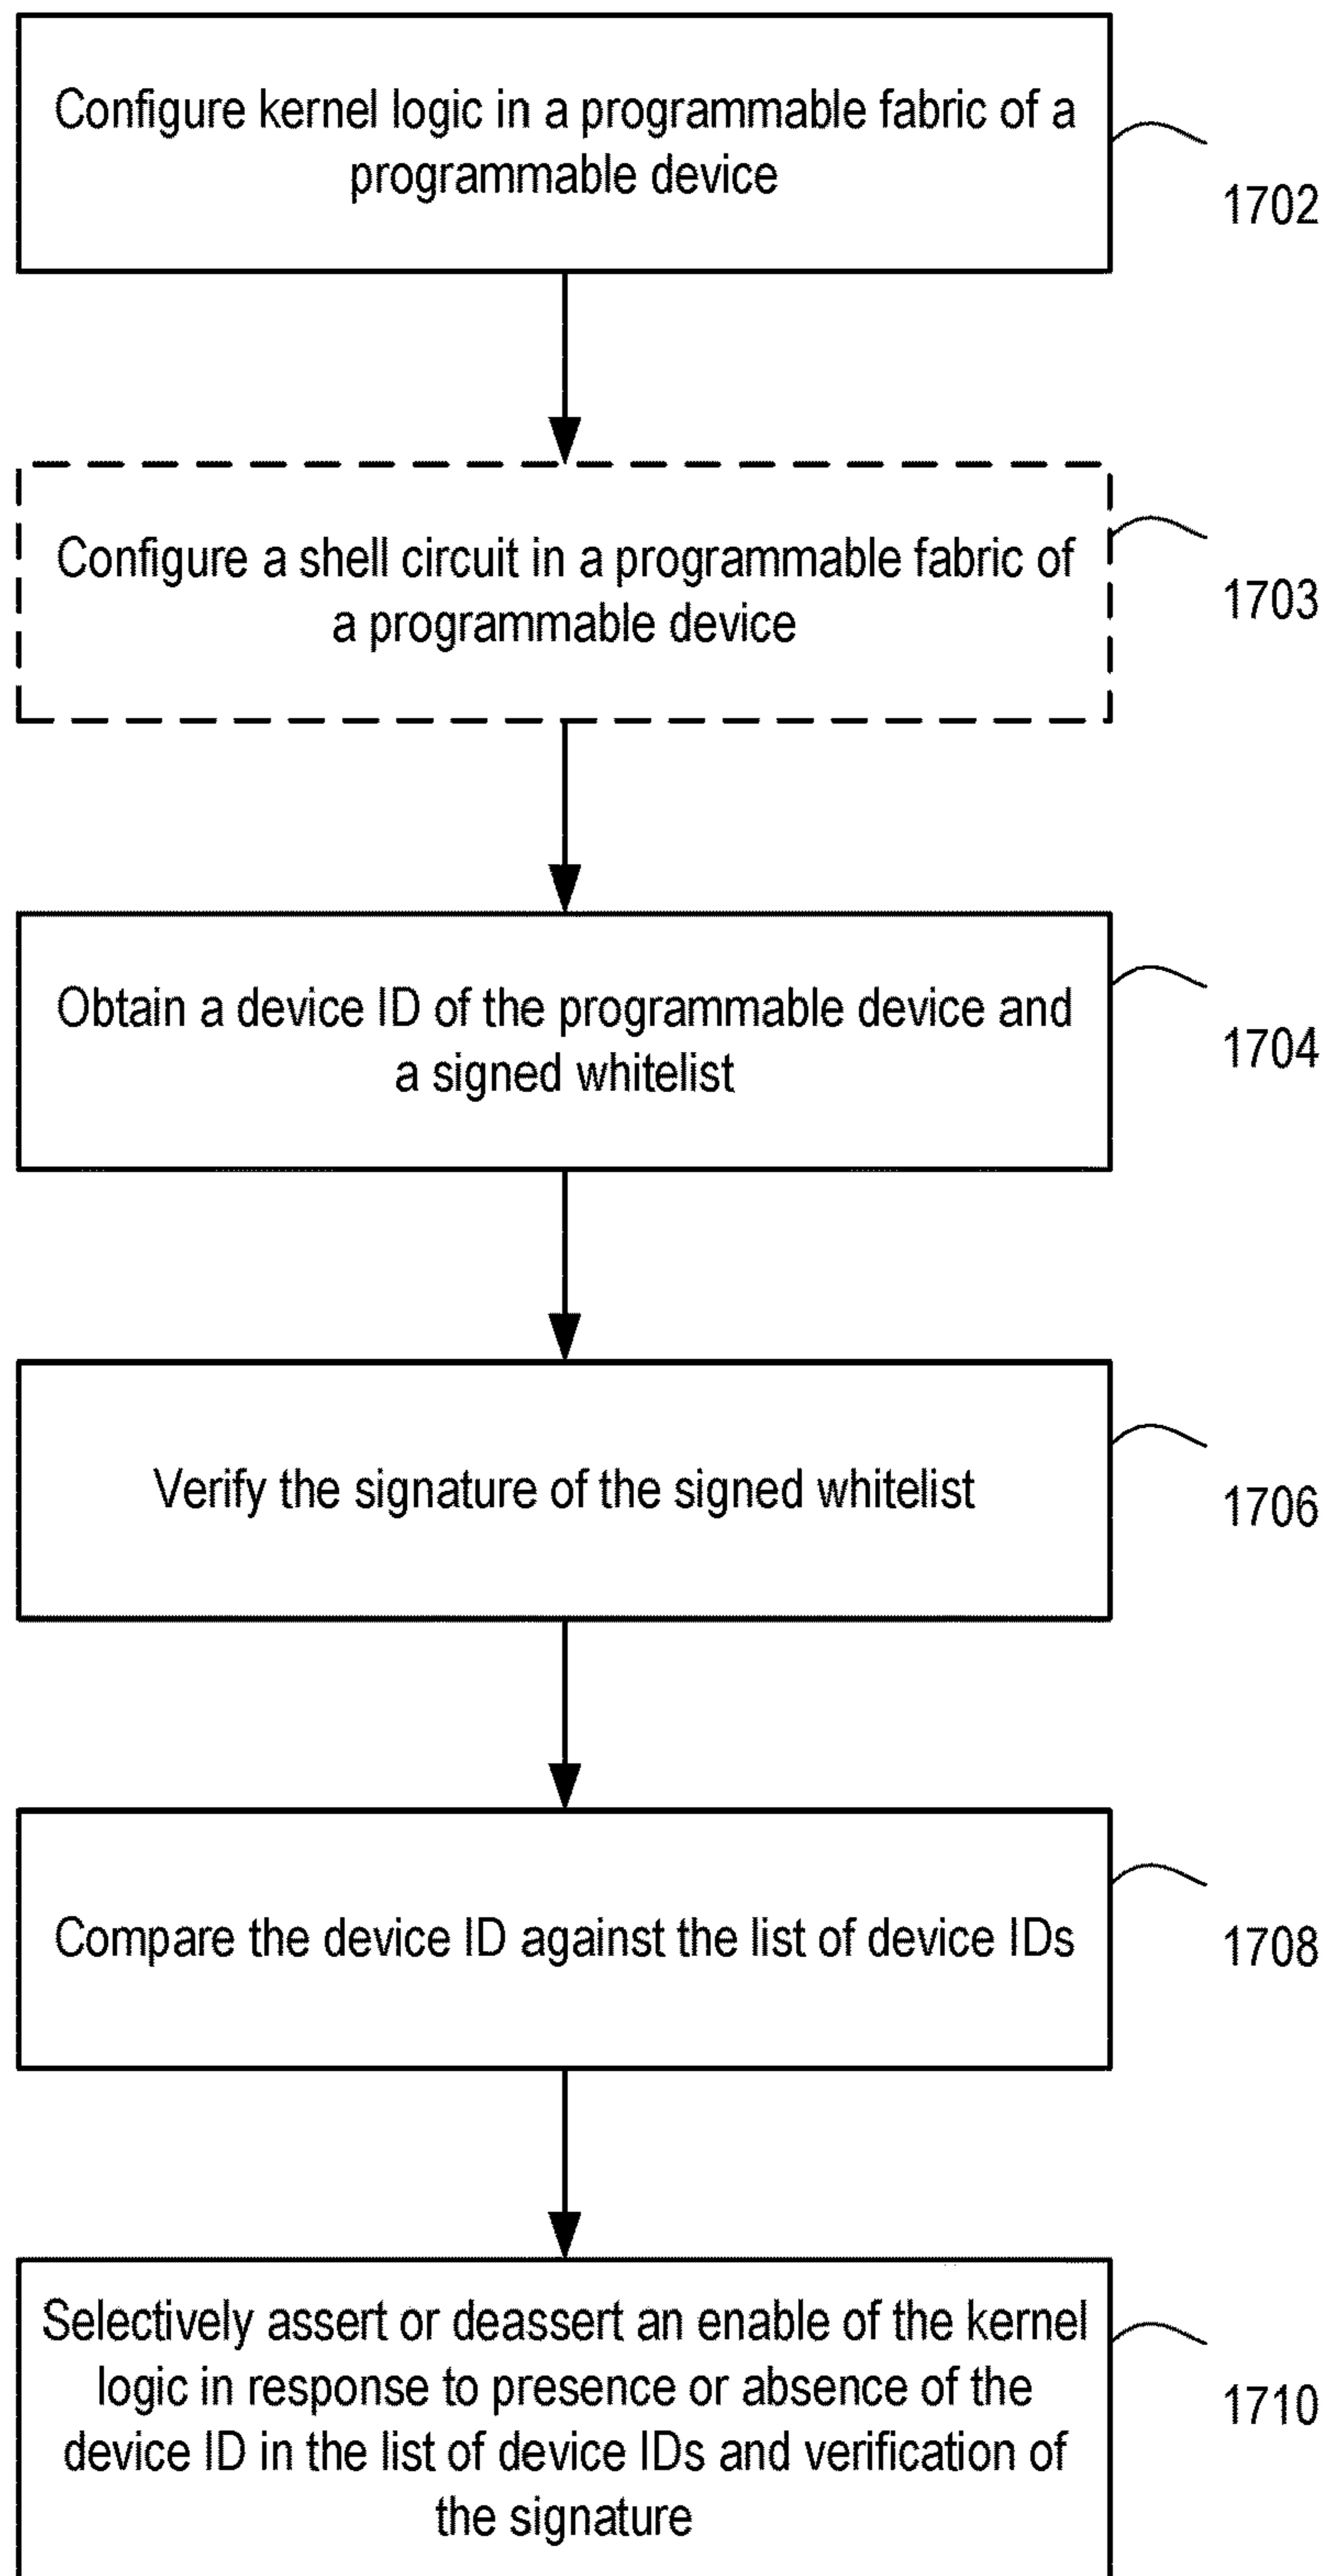 Configure kernel logic in a programmable fabric of a
programmable device
1702
Configure a shell circuit in a programmable fabric of
a programmable device
1703
Obtain a device ID of the programmable device and
a signed whitelist
1704
Verify the signature of the signed whitelist
1706
Compare the device ID against the list of device IDs
1708
Selectively assert or deassert an enable of the kernel
logic in response to presence or absence of the
device ID in the list of device IDs and verification of
the signature
1710